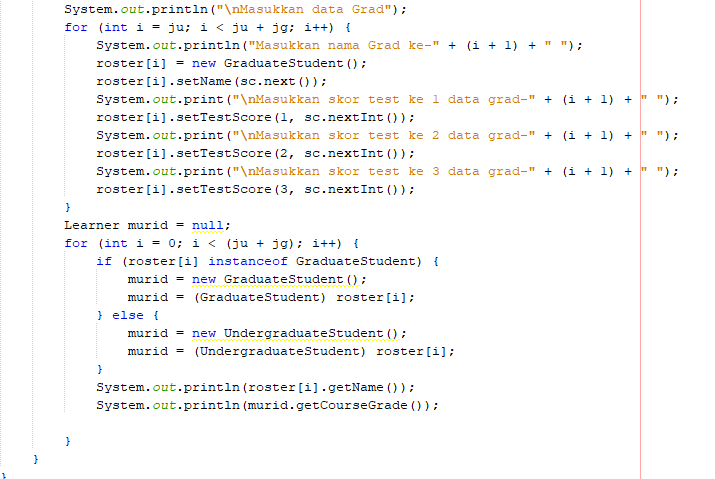 System.out.println("\nMasukkan data Grad");
for (int i = ju; i < ju + jg; i++) {
System.out.println("Masukkan nama Grad ke-" + (i + 1) + " ");
roster[i] = new GraduateStudent();
roster[i].setName(sc.next());
System.out.print("\nMasukkan skor test ke 1 data grad-" + (i + 1) + " ");
roster[i].setTestScore(1, sc.nextInt());
System.out.print("\nMasukkan skor test ke 2 data grad-" + (i + 1) + " ");
roster[i].setTestScore(2, sc.nextInt());
System.out.print("\nMasukkan skor test ke 3 data grad-" + (i + 1) + " ");
roster[i].setTestScore(3, sc.nextInt());
}
Learner murid = null;
for (int i = 0; i < (ju + jg); i++) {
if (roster[i] instanceof GraduateStudent) {
murid = new GraduateStudent();
murid = (GraduateStudent) roster[i];
} else {
murid = new UndergraduateStudent();
murid = (UndergraduateStudent) roster[i];
}
System.out.println(roster[i].getName());
System.out.println(murid.getCourseGrade());
}
}
}